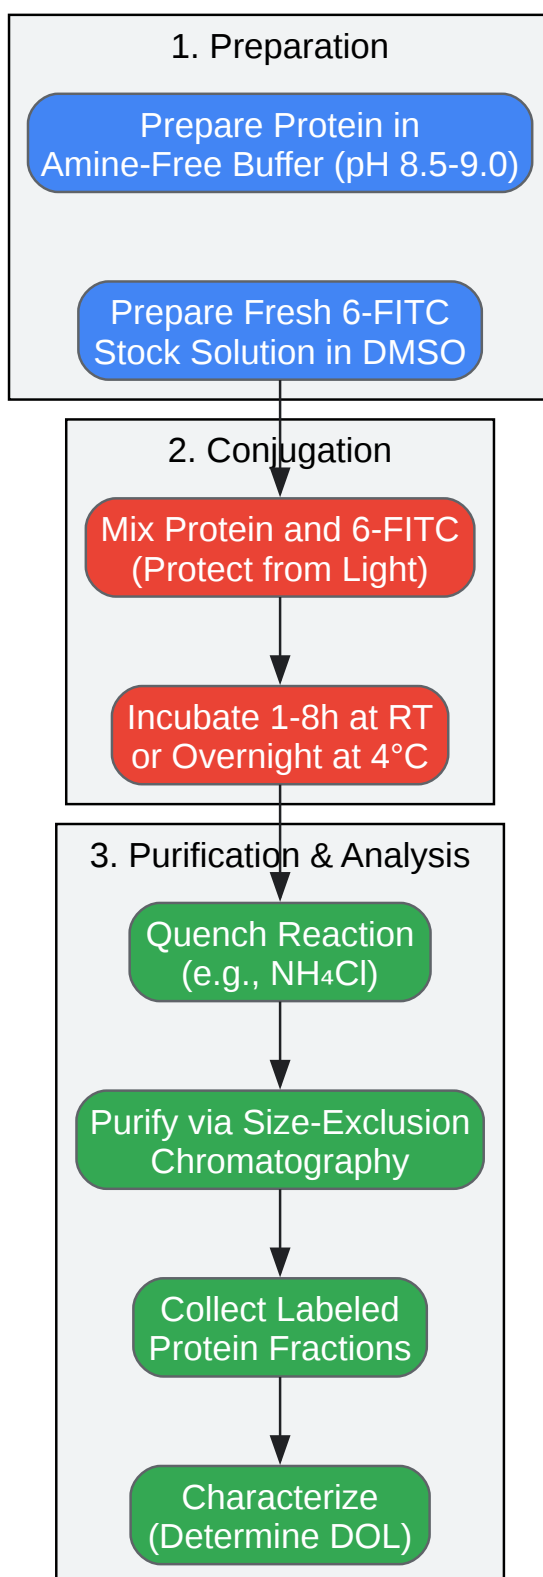 1. Preparation
Prepare Protein in
Amine-Free Buffer (pH 8.5-9.0)
Prepare Fresh 6-FITC
Stock Solution in DMSO
2. Conjugation
Mix Protein and 6-FITC
(Protect from Light)
Incubate 1-8h at RT
or Overnight at 4°C
3. Purification & Analysis
Quench Reaction
(e.g., NH₄Cl)
Purify via Size-Exclusion
Chromatography
Collect Labeled
Protein Fractions
Characterize
(Determine DOL)